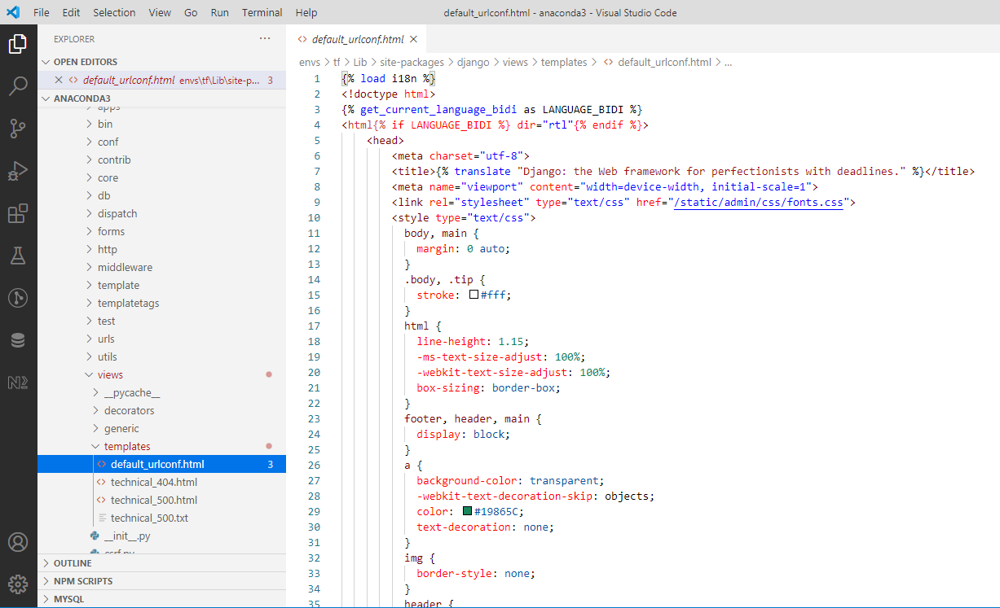 File Edit Selection View Go Run Terminal Help default_urlconf.html - anaconda3 - Visual Studio Code
EXPLORER ...
OPEN EDITORS
default_urlconf.html envs\tf\Lib\site-p... 3
ANACONDA3
apps
bin
conf
contrib
core
db
dispatch
forms
http
middleware
template
templatetags
test
urls
utils
views
__pycache__
decorators
generic
templates
default_urlconf.html 3
technical_404.html
technical_500.html
technical_500.txt
__init__.py
csrf.py
OUTLINE
NPM SCRIPTS
MYSQL
default_urlconf.html
envs > tf > Lib > site-packages > django > views > templates > <> default_urlconf.html > ...
1 {% load i18n %}
2 <!doctype html>
3 {% get_current_language_bidi as LANGUAGE_BIDI %}
4 <html{% if LANGUAGE_BIDI %} dir="rtl"{% endif %}>
5 <head>
6 <meta charset="utf-8">
7 <title>{% translate "Django: the Web framework for perfectionists with deadlines." %}</title>
8 <meta name="viewport" content="width=device-width, initial-scale=1">
9 <link rel="stylesheet" type="text/css" href="/static/admin/css/fonts.css">
10 <style type="text/css">
11 body, main {
12 margin: 0 auto;
13 }
14 .body, .tip {
15 stroke: #fff;
16 }
17 html {
18 line-height: 1.15;
19 -ms-text-size-adjust: 100%;
20 -webkit-text-size-adjust: 100%;
21 box-sizing: border-box;
22 }
23 footer, header, main {
24 display: block;
25 }
26 a {
27 background-color: transparent;
28 -webkit-text-decoration-skip: objects;
29 color: #19865C;
30 text-decoration: none;
31 }
32 img {
33 border-style: none;
34 }
35 header {